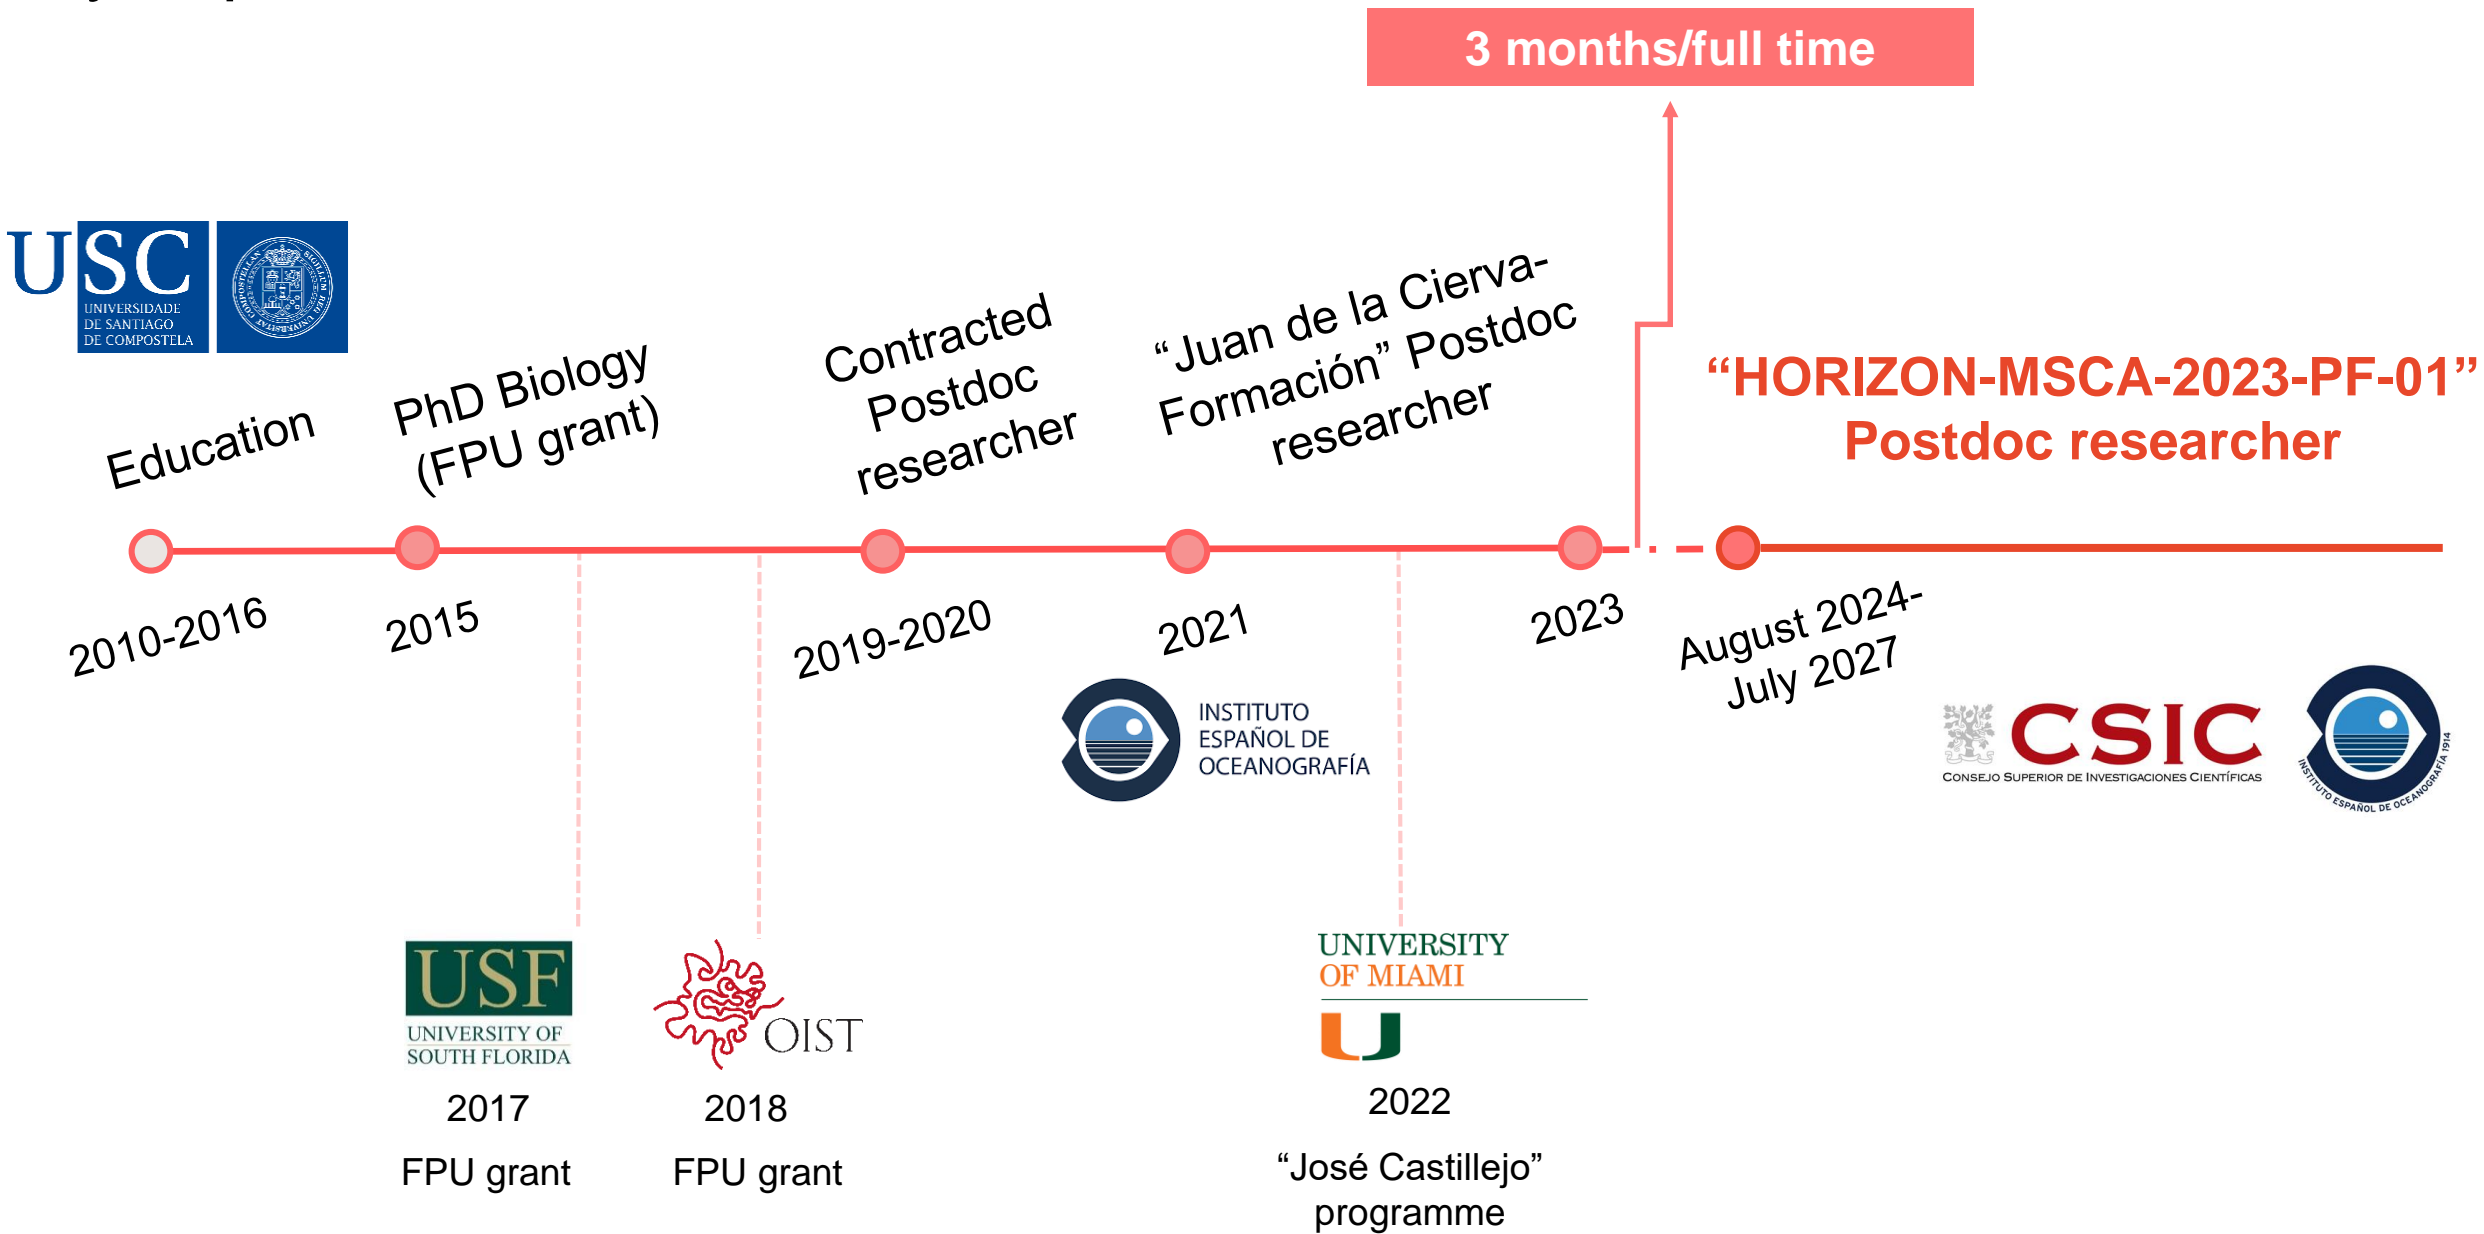 3 months/full time
USC
UNIVERSIDADE
DE SANTIAGO
DE COMPOSTELA
Education
PhD Biology
(FPU grant)
Contracted
Postdoc
researcher
“Juan de la Cierva-
Formación” Postdoc
researcher
“HORIZON-MSCA-2023-PF-01”
Postdoc researcher
2010-2016
2015
2019-2020
2021
2023
August 2024-
July 2027
INSTITUTO
ESPAÑOL DE
OCEANOGRAFÍA
CSIC
CONSEJO SUPERIOR DE INVESTIGACIONES CIENTÍFICAS
INSTITUTO ESPAÑOL DE OCEANOGRAFÍA 1914
USF
UNIVERSITY OF
SOUTH FLORIDA
2017
FPU grant
OIST
2018
FPU grant
UNIVERSITY
OF MIAMI
U
2022
“José Castillejo”
programme